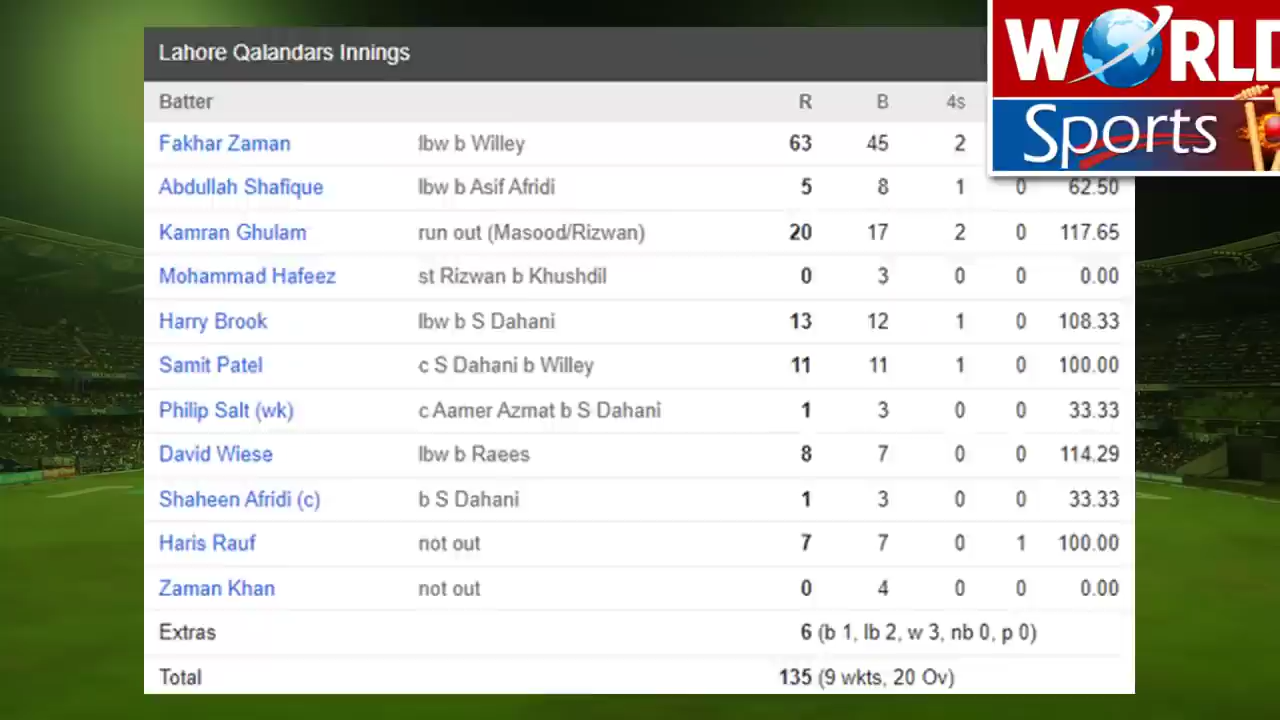 Lahore Qalandars Innings
Batter R B 4s
Fakhar Zaman lbw b Willey 63 45 2
Abdullah Shafique lbw b Asif Afridi 5 8 1 0 62.50
Kamran Ghulam run out (Masood/Rizwan) 20 17 2 0 117.65
Mohammad Hafeez st Rizwan b Khushdil 0 3 0 0 0.00
Harry Brook lbw b S Dahani 13 12 1 0 108.33
Samit Patel c S Dahani b Willey 11 11 1 0 100.00
Philip Salt (wk) c Aamer Azmat b S Dahani 1 3 0 0 33.33
David Wiese lbw b Raees 8 7 0 0 114.29
Shaheen Afridi (c) b S Dahani 1 3 0 0 33.33
Haris Rauf not out 7 7 0 1 100.00
Zaman Khan not out 0 4 0 0 0.00
Extras 6 (b 1, lb 2, w 3, nb 0, p 0)
Total 135 (9 wkts, 20 Ov)
WORLD
Sports